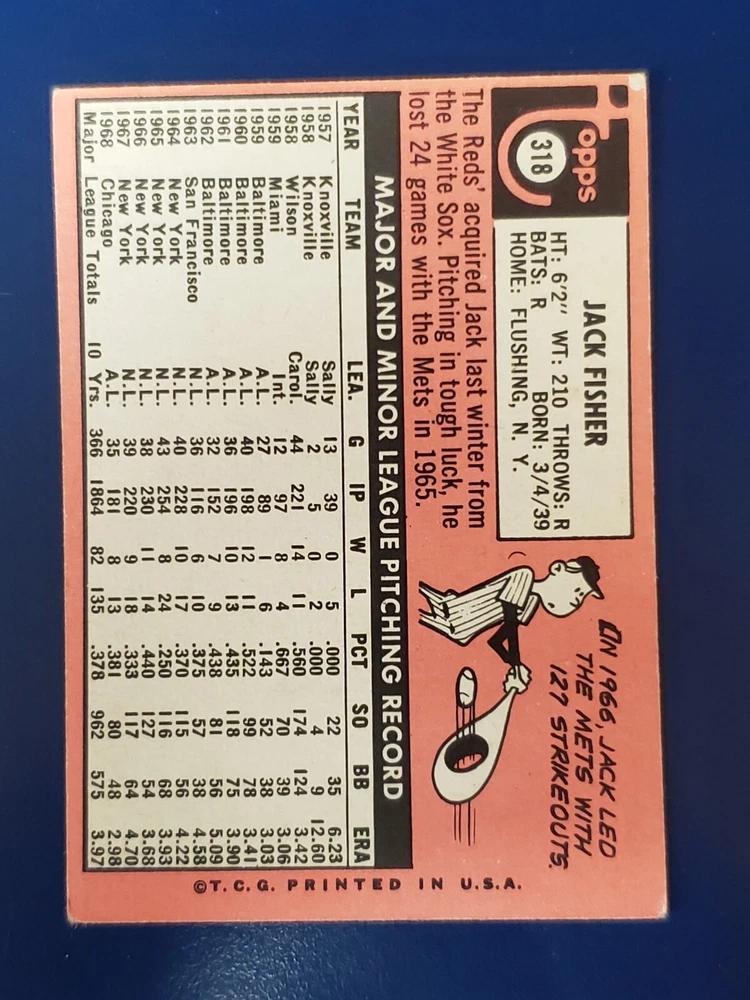 Topps
318
JACK FISHER
HT: 6'2" WT: 210 THROWS: R
BATS: R BORN: 3/4/39
HOME: FLUSHING, N. Y.
The Reds' acquired Jack last winter from
the White Sox. Pitching in tough luck, he
lost 24 games with the Mets in 1965.
ON 1966, JACK LED
THE METS WITH
127 STRIKEOUTS.
MAJOR AND MINOR LEAGUE PITCHING RECORD
YEAR TEAM LEA. G IP W L PCT SO BB ERA
1957 Knoxville Sally 13 39 0 5 .000 22 35 6.23
1958 Knoxville Sally 2 5 0 2 .000 4 9 12.60
1958 Wilson Carol. 44 221 14 11 .560 174 124 3.42
1959 Miami Int. 12 97 8 4 .667 70 39 3.06
1959 Baltimore A.L. 27 89 1 6 .143 52 38 3.03
1960 Baltimore A.L. 40 198 12 11 .522 99 78 3.41
1961 Baltimore A.L. 36 196 10 13 .435 118 75 3.90
1962 Baltimore A.L. 32 152 7 9 .438 81 56 5.09
1963 San Francisco N.L. 36 116 6 10 .375 57 38 4.58
1964 New York N.L. 40 228 10 17 .370 115 56 4.22
1965 New York N.L. 43 254 8 24 .250 116 68 3.93
1966 New York N.L. 38 230 11 14 .440 127 54 3.68
1967 New York N.L. 39 220 9 18 .333 117 64 4.70
1968 Chicago A.L. 35 181 8 13 .381 80 48 2.98
Major League Totals 10 Yrs. 366 1864 82 135 .378 962 575 3.97
©T.C.G. PRINTED IN U.S.A.